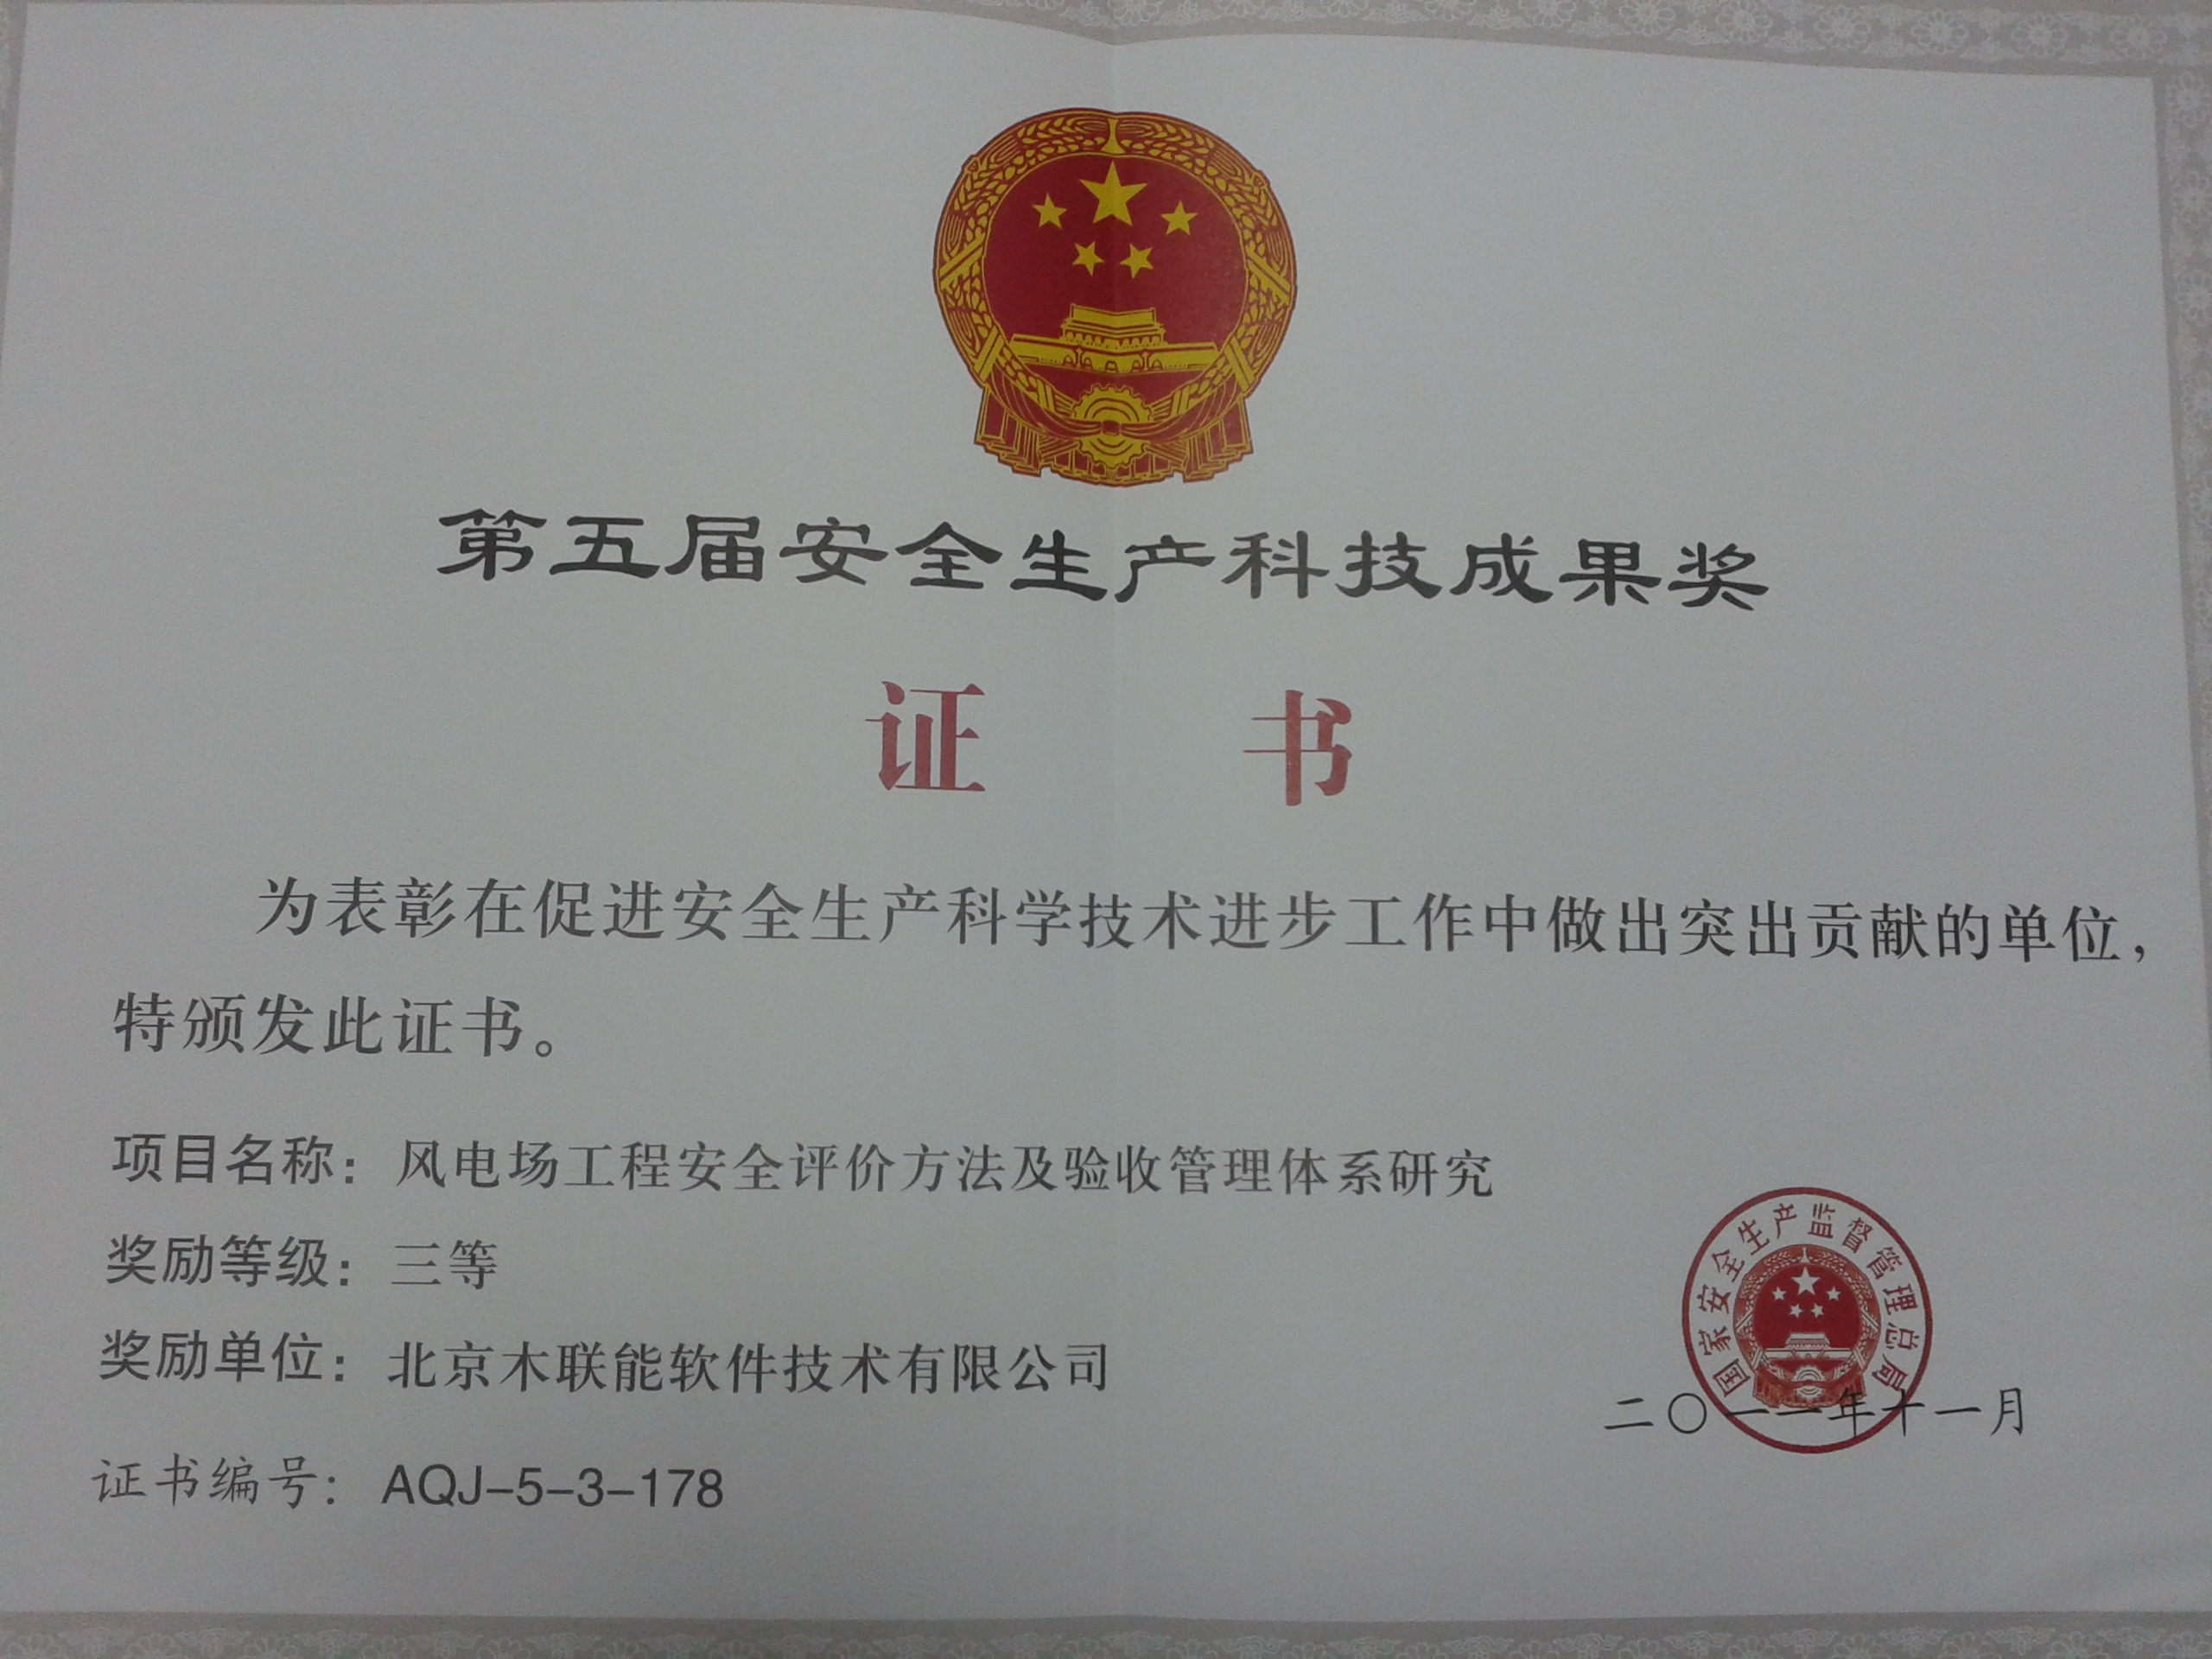 第五届安全生产科技成果奖
证 书
为表彰在促进安全生产科学技术进步工作中做出突出贡献的单位，
特颁发此证书。
项目名称：风电场工程安全评价方法及验收管理体系研究
奖励等级：三等
奖励单位：北京木联能软件技术有限公司
国家安全生产监督管理总局
二〇一一年十一月
证书编号：AQJ-5-3-178